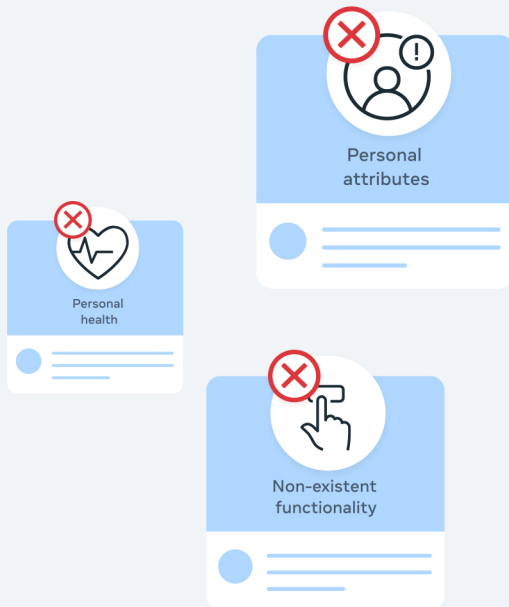 Personal
attributes
Personal
health
Non-existent
functionality